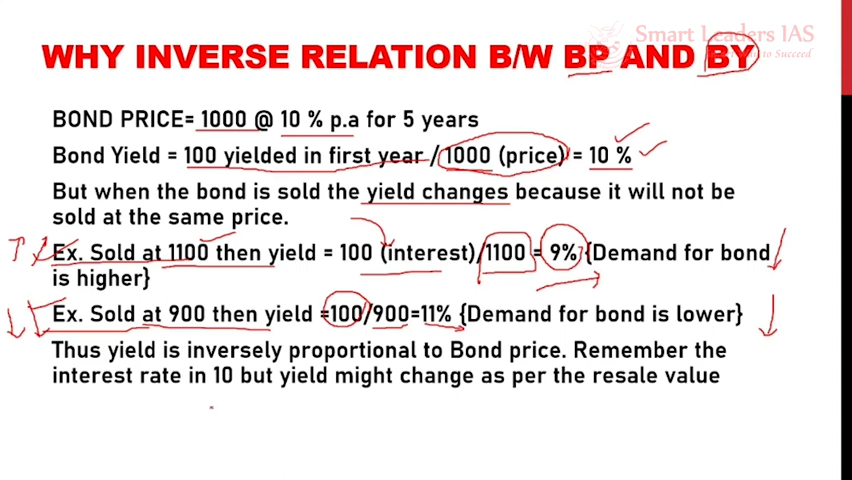 Smart Leaders IAS
to Succeed
WHY INVERSE RELATION B/W BP AND BY
BOND PRICE= 1000 @ 10 % p.a for 5 years
Bond Yield = 100 yielded in first year / 1000 (price) = 10 %
But when the bond is sold the yield changes because it will not be
sold at the same price.
Ex. Sold at 1100 then yield = 100 (interest)/1100 = 9% {Demand for bond
is higher}
Ex. Sold at 900 then yield =100/900=11% {Demand for bond is lower}
Thus yield is inversely proportional to Bond price. Remember the
interest rate in 10 but yield might change as per the resale value